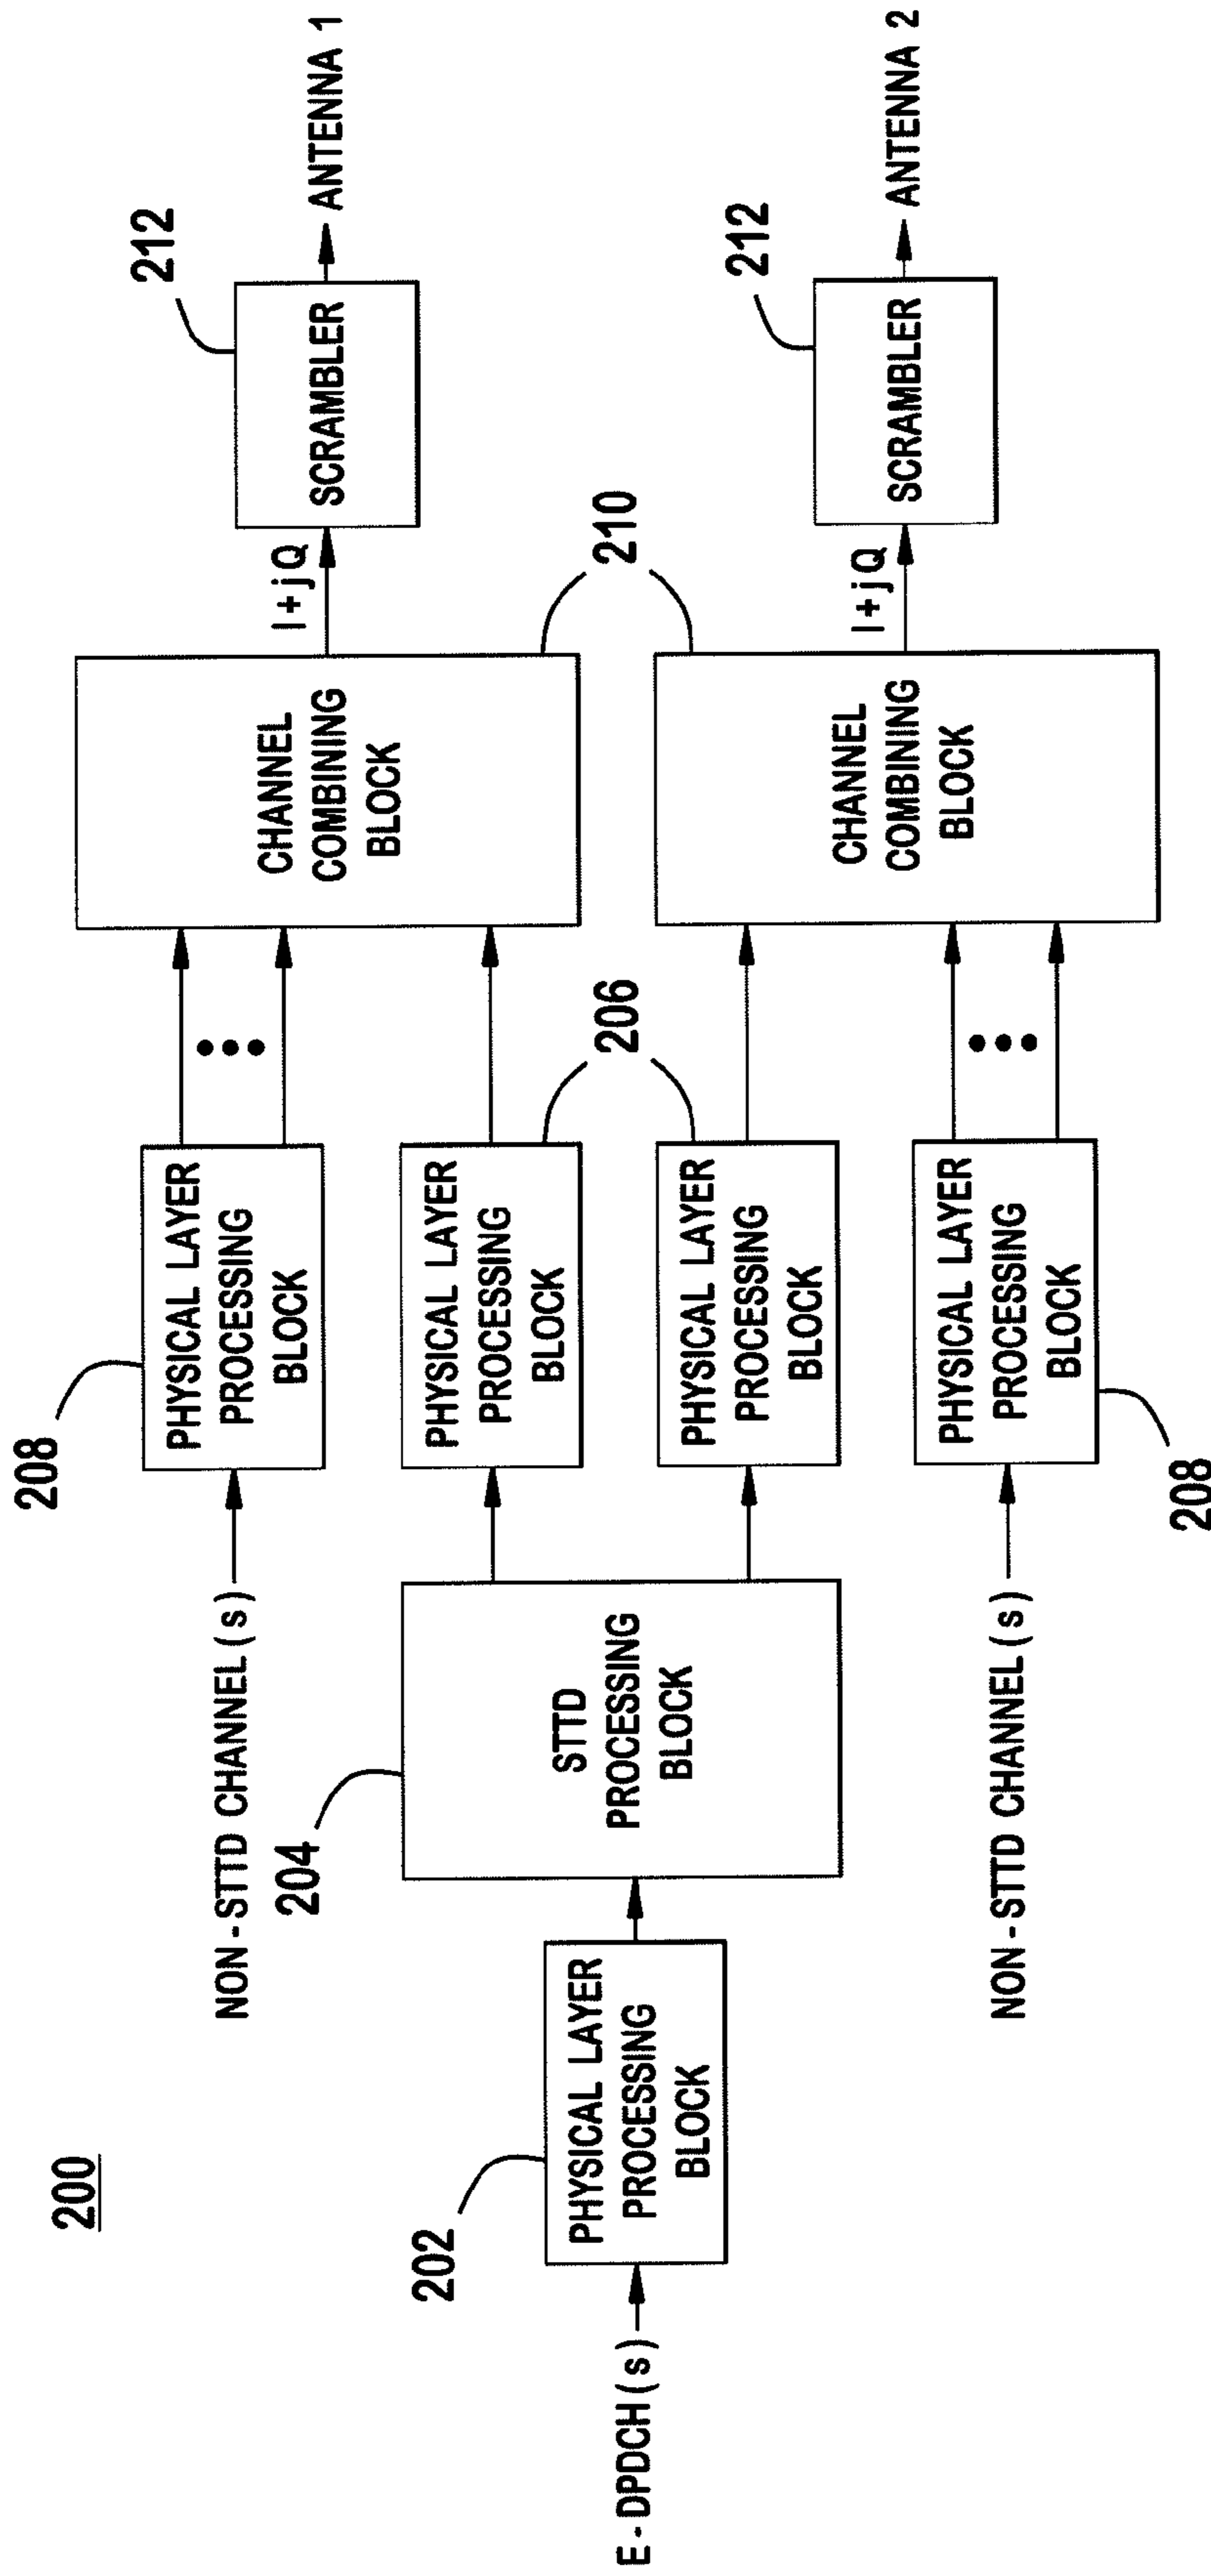 200
E-DPDCH(s)
202
PHYSICAL LAYER
PROCESSING
BLOCK
204
STTD
PROCESSING
BLOCK
NON-STTD CHANNEL(s)
208
PHYSICAL LAYER
PROCESSING
BLOCK
PHYSICAL LAYER
PROCESSING
BLOCK
206
PHYSICAL LAYER
PROCESSING
BLOCK
NON-STTD CHANNEL(s)
PHYSICAL LAYER
PROCESSING
BLOCK
208
CHANNEL
COMBINING
BLOCK
210
CHANNEL
COMBINING
BLOCK
I+jQ
212
SCRAMBLER
ANTENNA 1
I+jQ
212
SCRAMBLER
ANTENNA 2